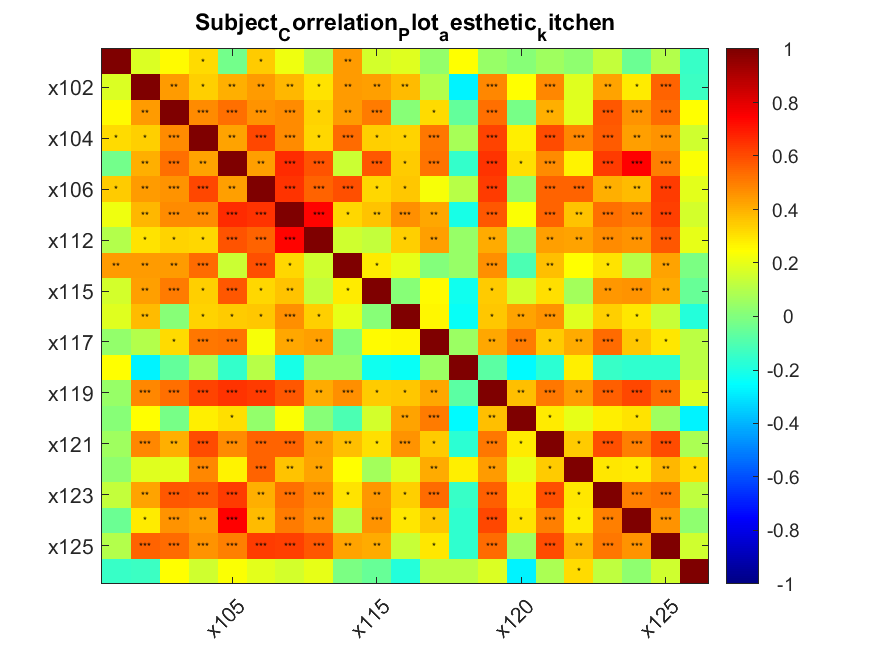 Subject_Correlation_Plot_aesthetic_kitchen
x102
x104
x106
x112
x115
x117
x119
x121
x123
x125
x105
x115
x120
x125
1
0.8
0.6
0.4
0.2
0
-0.2
-0.4
-0.6
-0.8
-1